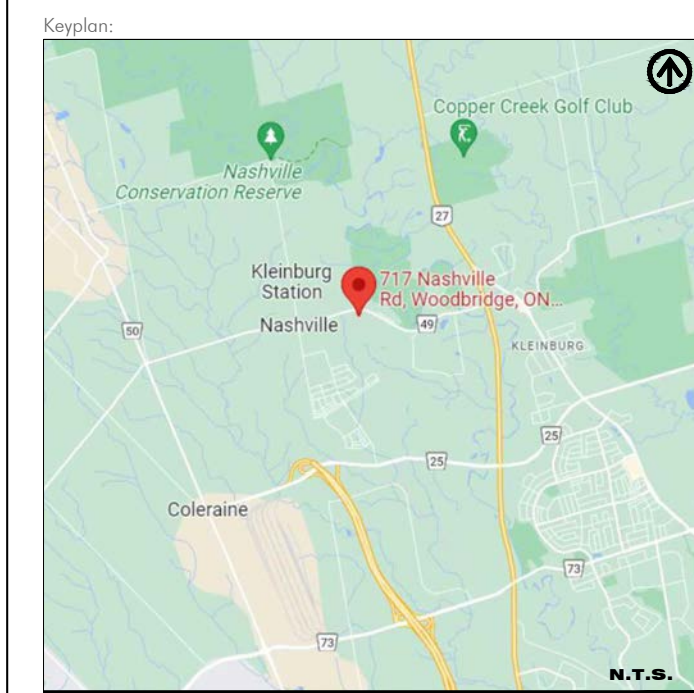 Keyplan:
Copper Creek Golf Club
Nashville
Conservation Reserve
27
Kleinburg
Station
717 Nashville
Rd, Woodbridge, ON...
Nashville
49
50
KLEINBURG
25
25
Coleraine
73
73
N.T.S.